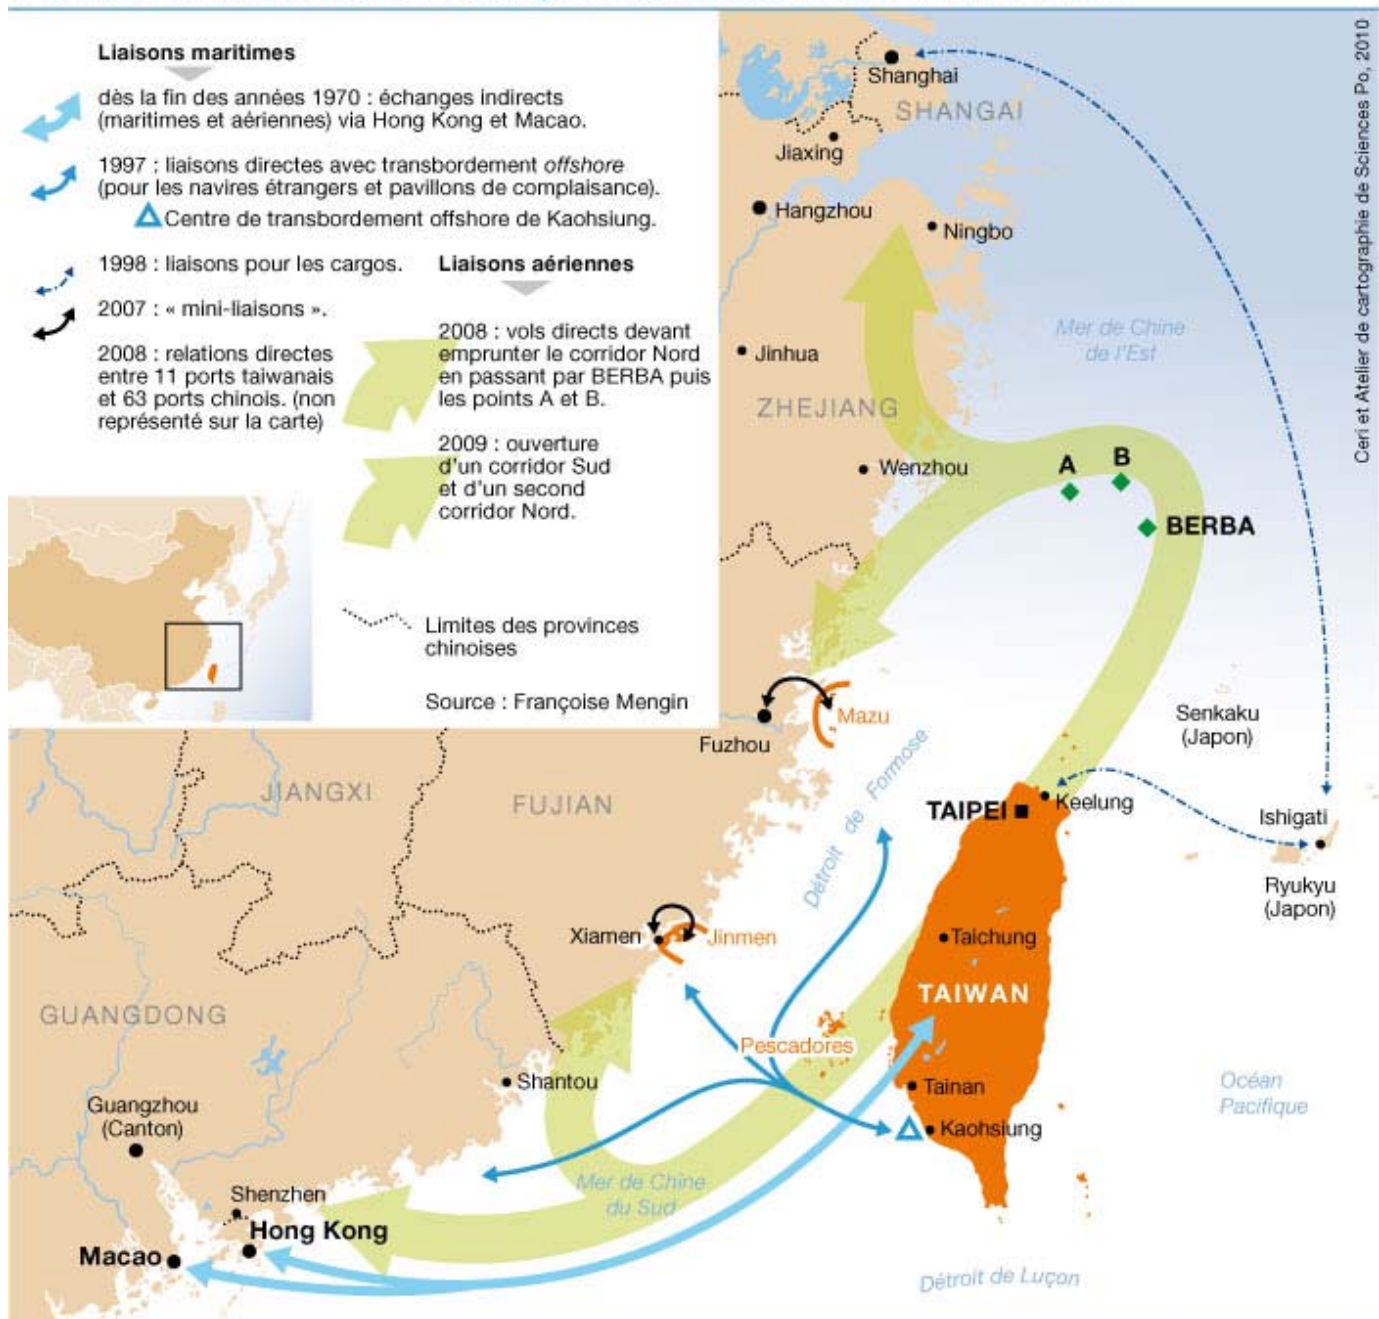 Liaisons maritimes
dès la fin des années 1970 : échanges indirects
(maritimes et aériennes) via Hong Kong et Macao.
1997 : liaisons directes avec transbordement offshore
(pour les navires étrangers et pavillons de complaisance).
Centre de transbordement offshore de Kaohsiung.
1998 : liaisons pour les cargos.
2007 : « mini-liaisons ».
2008 : relations directes
entre 11 ports taiwanais
et 63 ports chinois. (non
représenté sur la carte)
Liaisons aériennes
2008 : vols directs devant
emprunter le corridor Nord
en passant par BERBA puis
les points A et B.
2009 : ouverture
d'un corridor Sud
et d'un second
corridor Nord.
Limites des provinces
chinoises
Source : Françoise Mengin
Ceri et Atelier de cartographie de Sciences Po, 2010
Shanghai
SHANGAI
Jiaxing
Hangzhou
Ningbo
Mer de Chine
de l'Est
Jinhua
ZHEJIANG
Wenzhou
A
B
BERBA
Senkaku
(Japon)
Mazu
Fuzhou
Détroit de Formose
JIANGXI
FUJIAN
TAIPEI
Keelung
Ishigati
Ryukyu
(Japon)
Xiamen
Jinmen
Taichung
TAIWAN
GUANGDONG
Pescadores
Shantou
Tainan
Océan
Pacifique
Guangzhou
(Canton)
Kaohsiung
Mer de Chine
du Sud
Shenzhen
Hong Kong
Macao
Détroit de Luçon